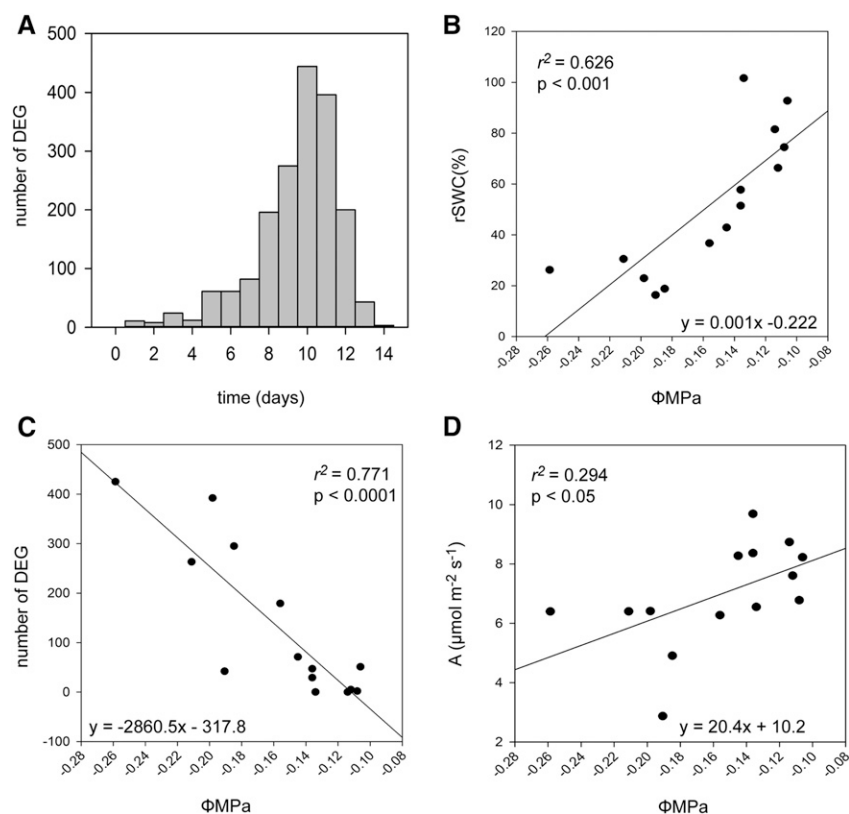 A
500
400
300
200
100
0
number of DEG
0 2 4 6 8 10 12 14
time (days)
B
120
100
80
60
40
20
0
rSWC(%)
r² = 0.626
p < 0.001
y = 0.001x -0.222
-0.28 -0.26 -0.24 -0.22 -0.20 -0.18 -0.16 -0.14 -0.12 -0.10 -0.08
ΦMPa
C
500
400
300
200
100
0
-100
number of DEG
r² = 0.771
p < 0.0001
y = -2860.5x - 317.8
-0.28 -0.26 -0.24 -0.22 -0.20 -0.18 -0.16 -0.14 -0.12 -0.10 -0.08
ΦMPa
D
12
10
8
6
4
2
A (μmol m⁻² s⁻¹)
r² = 0.294
p < 0.05
y = 20.4x + 10.2
-0.28 -0.26 -0.24 -0.22 -0.20 -0.18 -0.16 -0.14 -0.12 -0.10 -0.08
ΦMPa